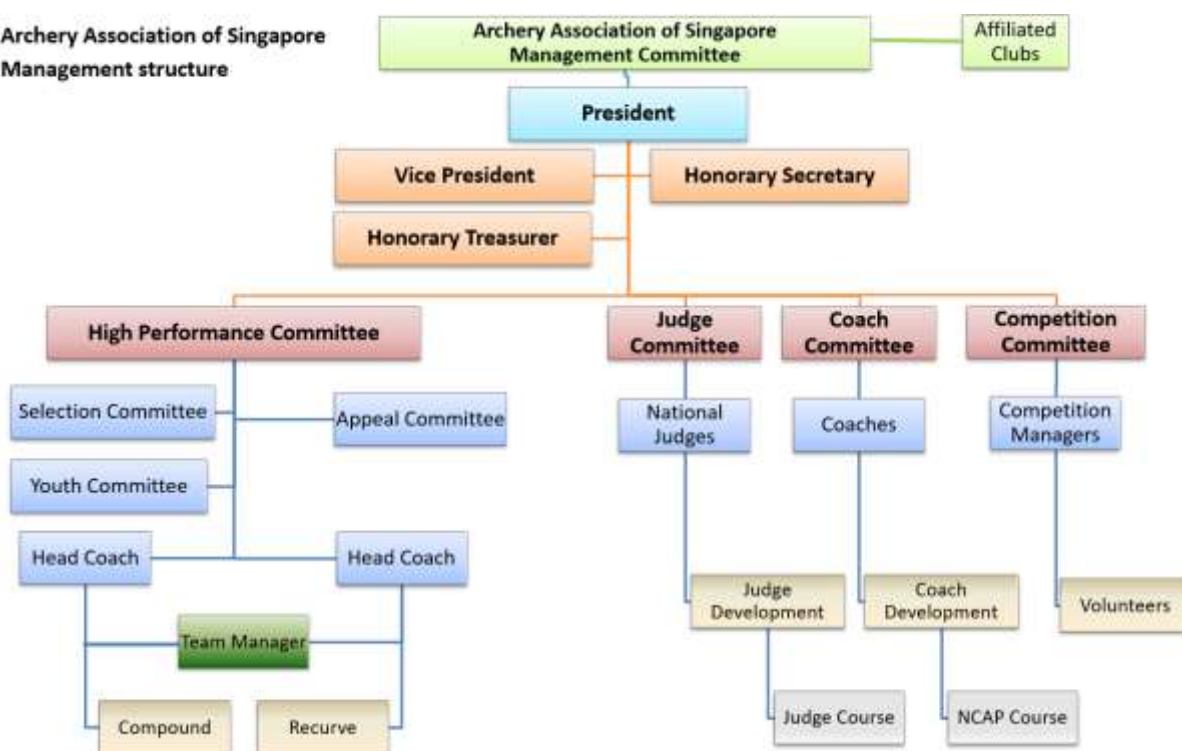 Archery Association of Singapore
Management structure
Archery Association of Singapore
Management Committee
Affiliated
Clubs
President
Vice President
Honorary Secretary
Honorary Treasurer
High Performance Committee
Judge
Committee
Coach
Committee
Competition
Committee
Selection Committee
Appeal Committee
National
Judges
Coaches
Competition
Managers
Youth Committee
Head Coach
Head Coach
Judge
Development
Coach
Development
Volunteers
Team Manager
Compound
Recurve
Judge Course
NCAP Course